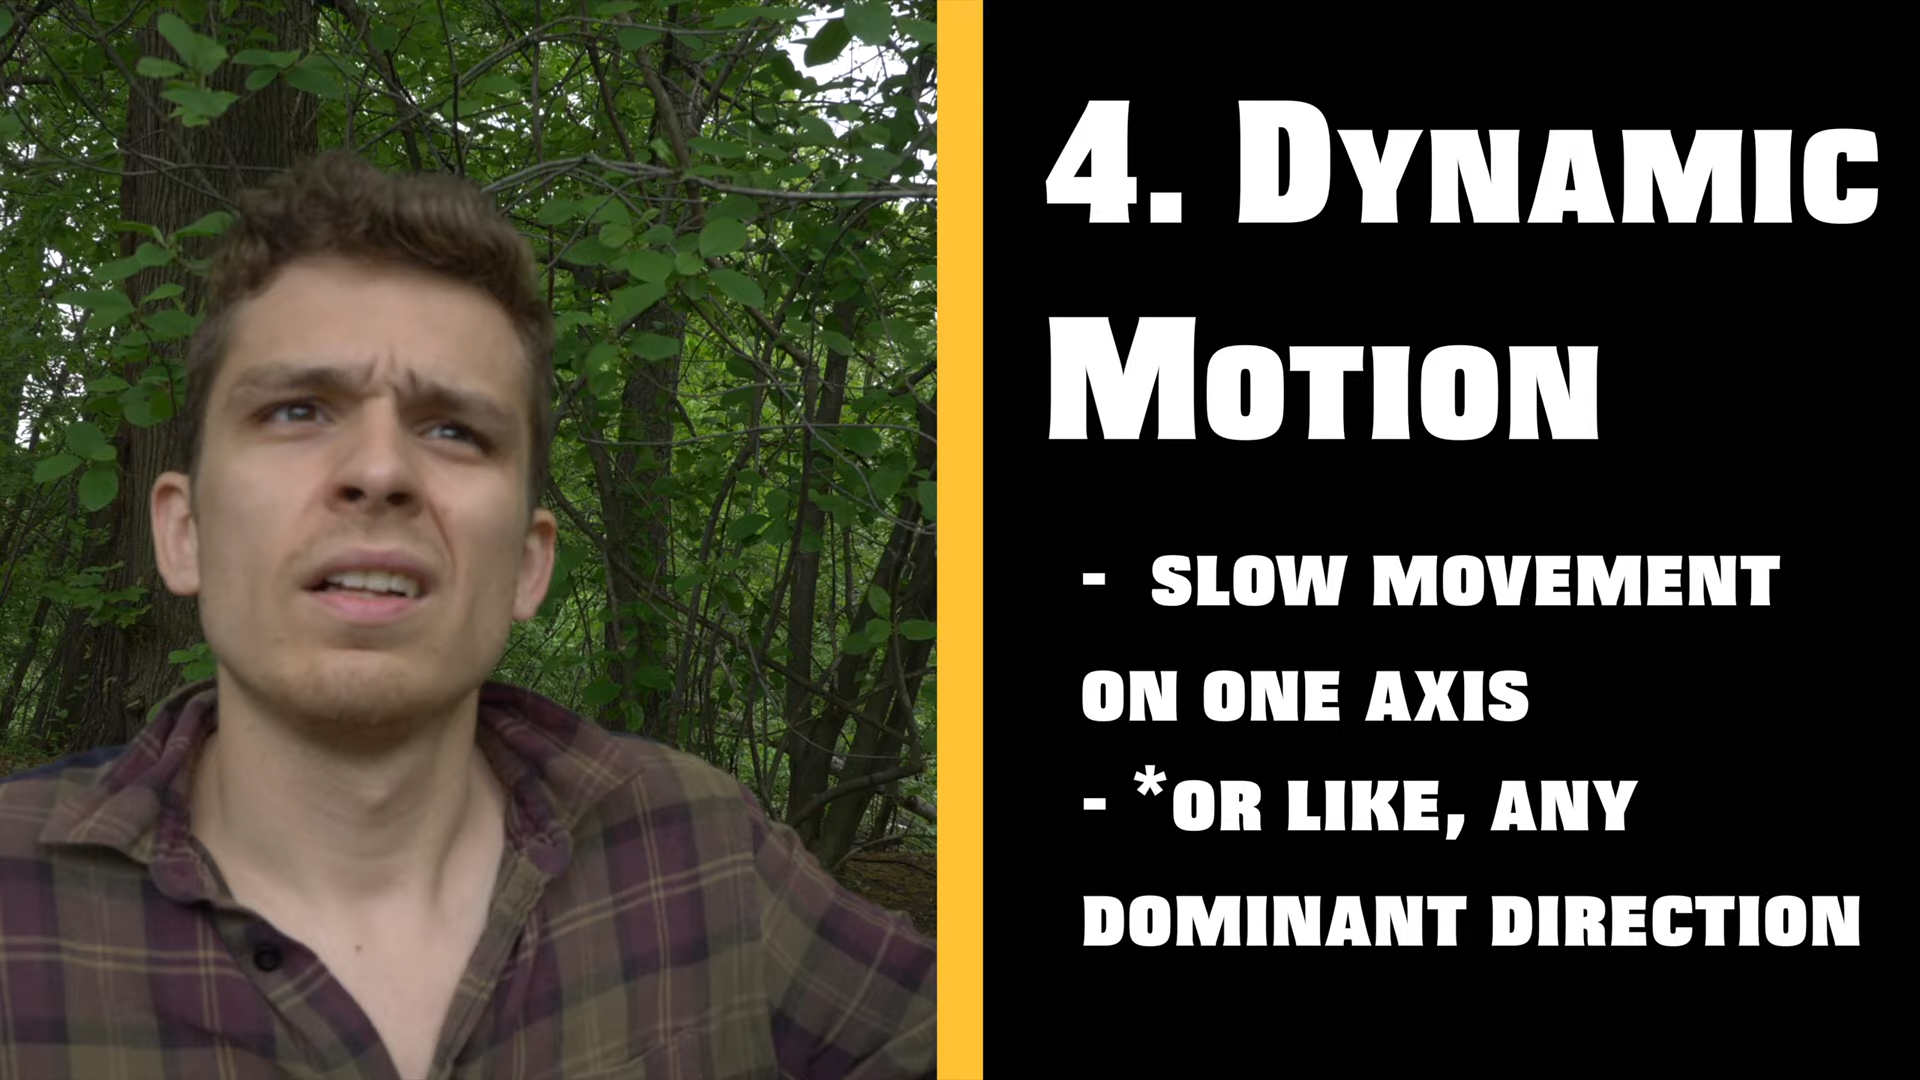 4. Dynamic
Motion
- SLOW MOVEMENT
ON ONE AXIS
- *OR LIKE, ANY
DOMINANT DIRECTION